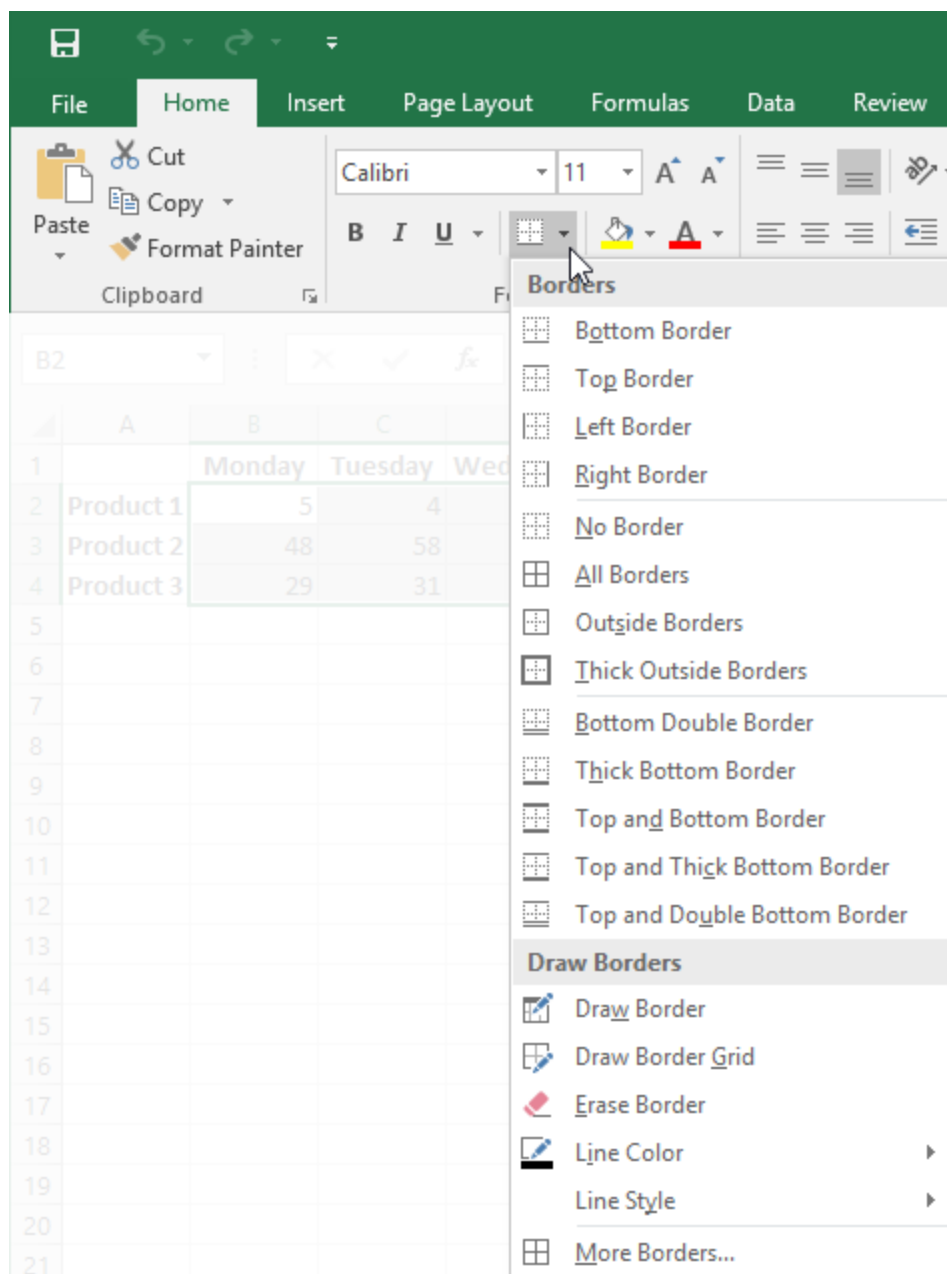 File Home Insert Page Layout Formulas Data Review
Cut
Copy
Paste
Format Painter
Clipboard
Calibri 11
B I U
Borders
Bottom Border
Top Border
Left Border
Right Border
No Border
All Borders
Outside Borders
Thick Outside Borders
Bottom Double Border
Thick Bottom Border
Top and Bottom Border
Top and Thick Bottom Border
Top and Double Bottom Border
Draw Borders
Draw Border
Draw Border Grid
Erase Border
Line Color
Line Style
More Borders...
B2 fx
A B C
1 Monday Tuesday Wed
2 Product 1 5 4
3 Product 2 48 58
4 Product 3 29 31
5
6
7
8
9
10
11
12
13
14
15
16
17
18
19
20
21